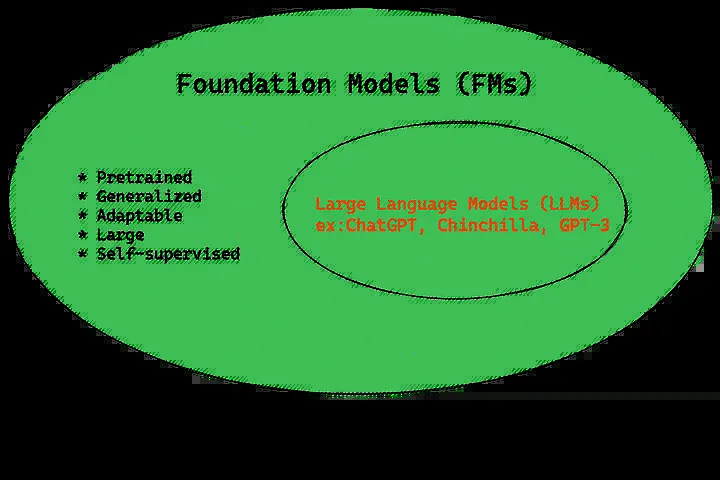 Foundation Models (FMs)
* Pretrained
* Generalized
* Adaptable
* Large
* Self-supervised
Large Language Models (LLMs)
ex:ChatGPT, Chinchilla, GPT-3